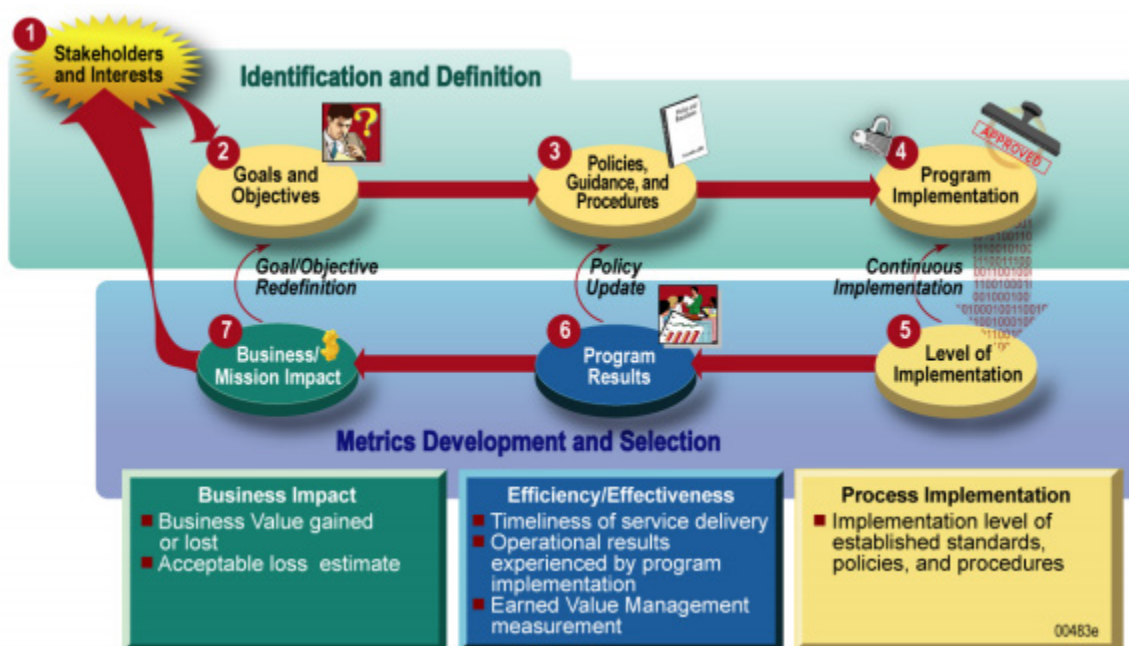 1
Stakeholders
and Interests
Identification and Definition
2
Goals and
Objectives
3
Policies,
Guidance, and
Procedures
4
APPROVED
Program
Implementation
Goal/Objective
Redefinition
Policy
Update
Continuous
Implementation
7
Business/
Mission Impact
6
Program
Results
5
Level of
Implementation
Metrics Development and Selection
Business Impact
Business Value gained
or lost
Acceptable loss estimate
Efficiency/Effectiveness
Timeliness of service delivery
Operational results
experienced by program
implementation
Earned Value Management
measurement
Process Implementation
Implementation level of
established standards,
policies, and procedures
00483e